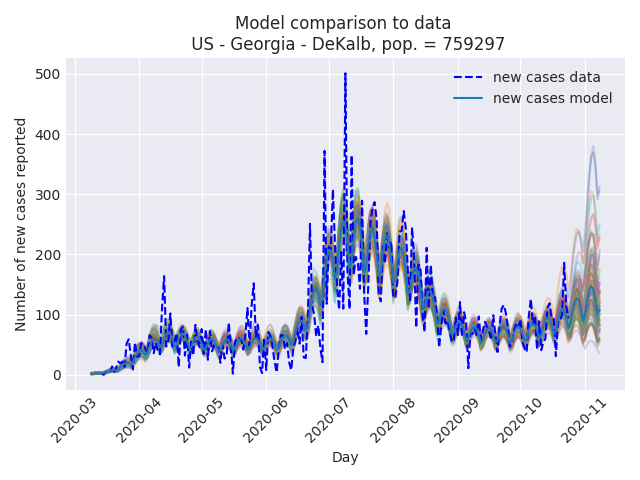 Model comparison to data
US - Georgia - DeKalb, pop. = 759297
new cases data
new cases model
Number of new cases reported
500
400
300
200
100
0
2020-03
2020-04
2020-05
2020-06
2020-07
2020-08
2020-09
2020-10
2020-11
Day